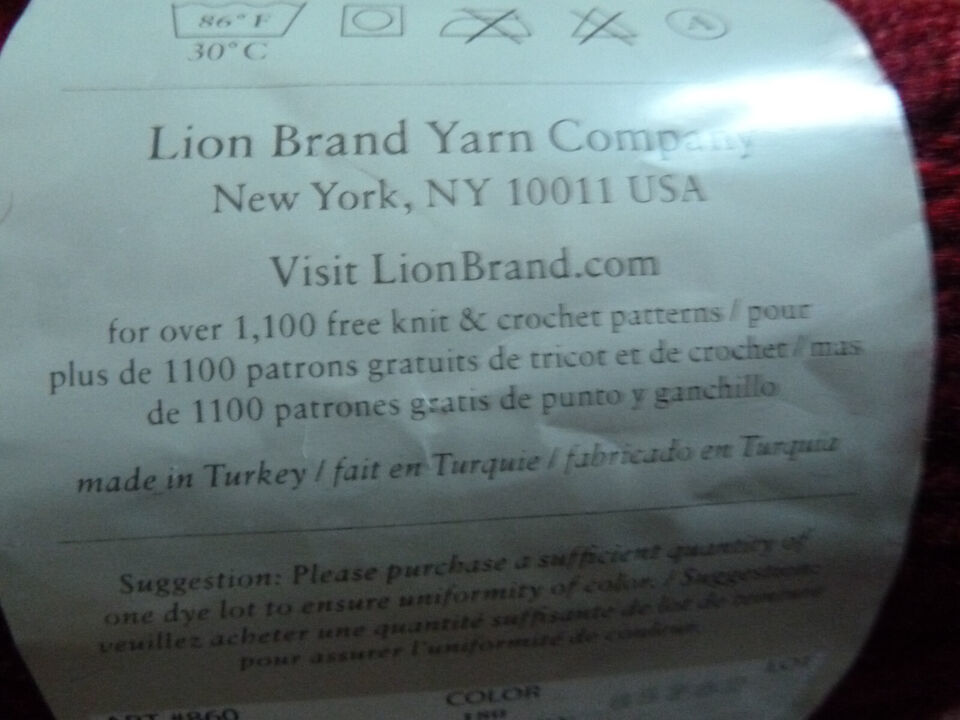 86° F
30° C
A
Lion Brand Yarn Company
New York, NY 10011 USA
Visit LionBrand.com
for over 1,100 free knit & crochet patterns / pour
plus de 1100 patrons gratuits de tricot et de crochet / mas
de 1100 patrones gratis de punto y ganchillo
made in Turkey / fait en Turquie / fabricado en Turquia
Suggestion: Please purchase a sufficient quantity of
one dye lot to ensure uniformity of color. / Suggestion:
veuillez acheter une quantité suffisante de lot de teinture
pour assurer l'uniformité de couleur.
ART. #860 COLOR LOT